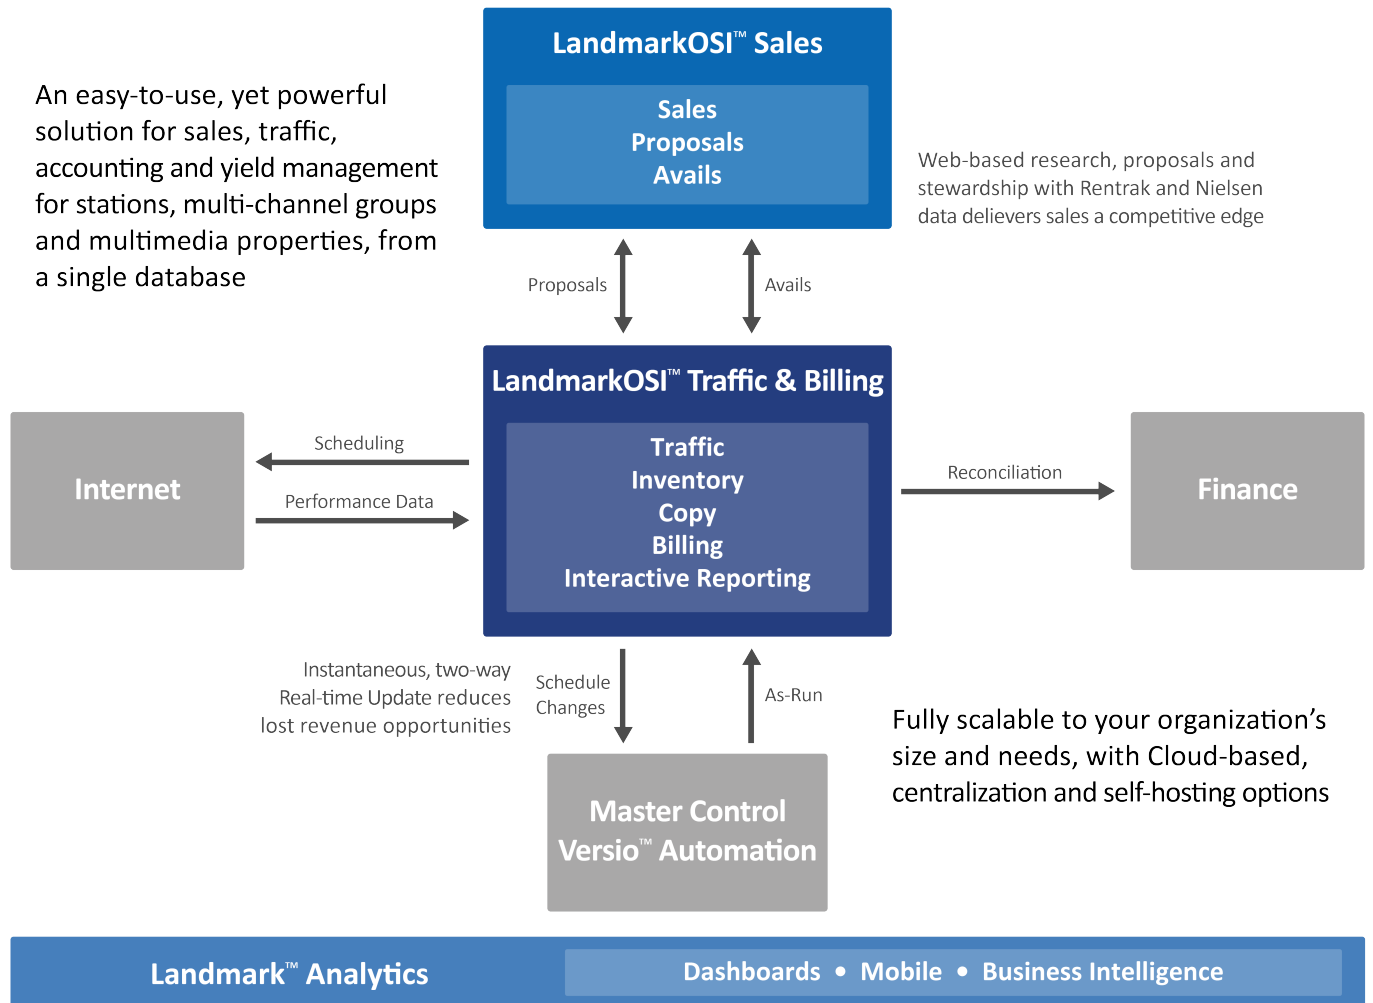 LandmarkOSI™ Sales
Sales
Proposals
Avails
An easy-to-use, yet powerful
solution for sales, traffic,
accounting and yield management
for stations, multi-channel groups
and multimedia properties, from
a single database
Web-based research, proposals and
stewardship with Rentrak and Nielsen
data delievers sales a competitive edge
Proposals
Avails
LandmarkOSI™ Traffic & Billing
Traffic
Inventory
Copy
Billing
Interactive Reporting
Internet
Scheduling
Performance Data
Reconciliation
Finance
Instantaneous, two-way
Real-time Update reduces
lost revenue opportunities
Schedule
Changes
As-Run
Fully scalable to your organization’s
size and needs, with Cloud-based,
centralization and self-hosting options
Master Control
Versio™ Automation
Landmark™ Analytics
Dashboards • Mobile • Business Intelligence